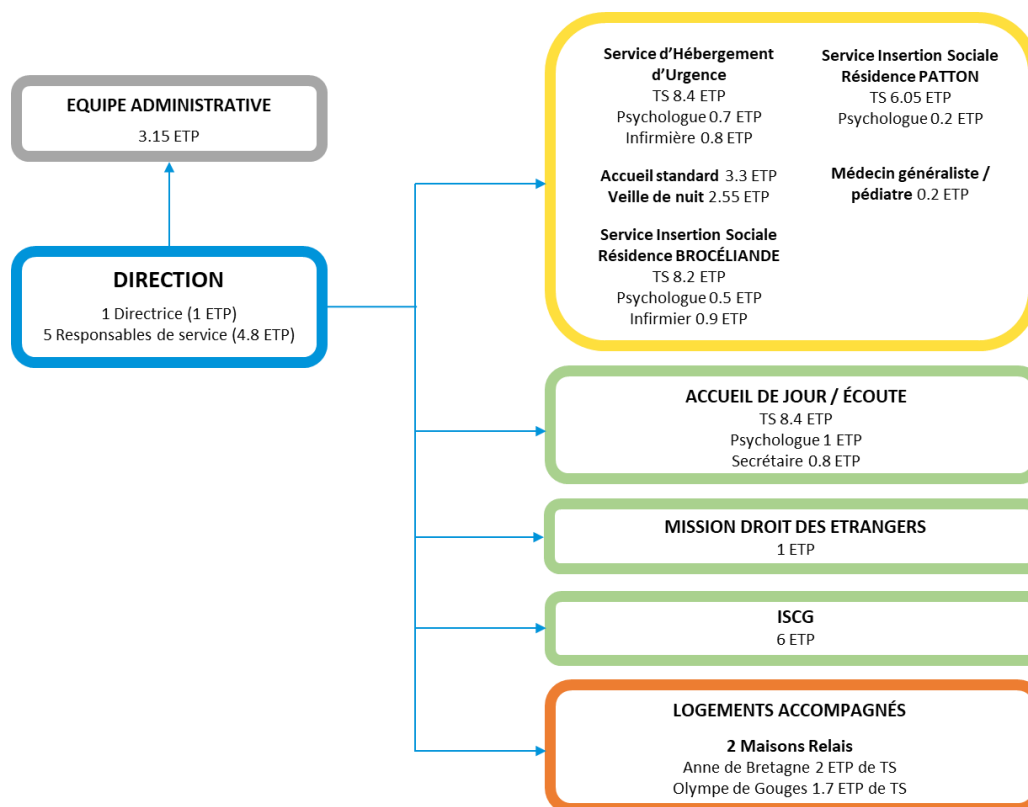 EQUIPE ADMINISTRATIVE
3.15 ETP
DIRECTION
1 Directrice (1 ETP)
5 Responsables de service (4.8 ETP)
Service d’Hébergement
d’Urgence
TS 8.4 ETP
Psychologue 0.7 ETP
Infirmière 0.8 ETP
Accueil standard 3.3 ETP
Veille de nuit 2.55 ETP
Service Insertion Sociale
Résidence BROCÉLIANDE
TS 8.2 ETP
Psychologue 0.5 ETP
Infirmier 0.9 ETP
Service Insertion Sociale
Résidence PATTON
TS 6.05 ETP
Psychologue 0.2 ETP
Médecin généraliste /
pédiatre 0.2 ETP
ACCUEIL DE JOUR / ÉCOUTE
TS 8.4 ETP
Psychologue 1 ETP
Secrétaire 0.8 ETP
MISSION DROIT DES ETRANGERS
1 ETP
ISCG
6 ETP
LOGEMENTS ACCOMPAGNÉS
2 Maisons Relais
Anne de Bretagne 2 ETP de TS
Olympe de Gouges 1.7 ETP de TS